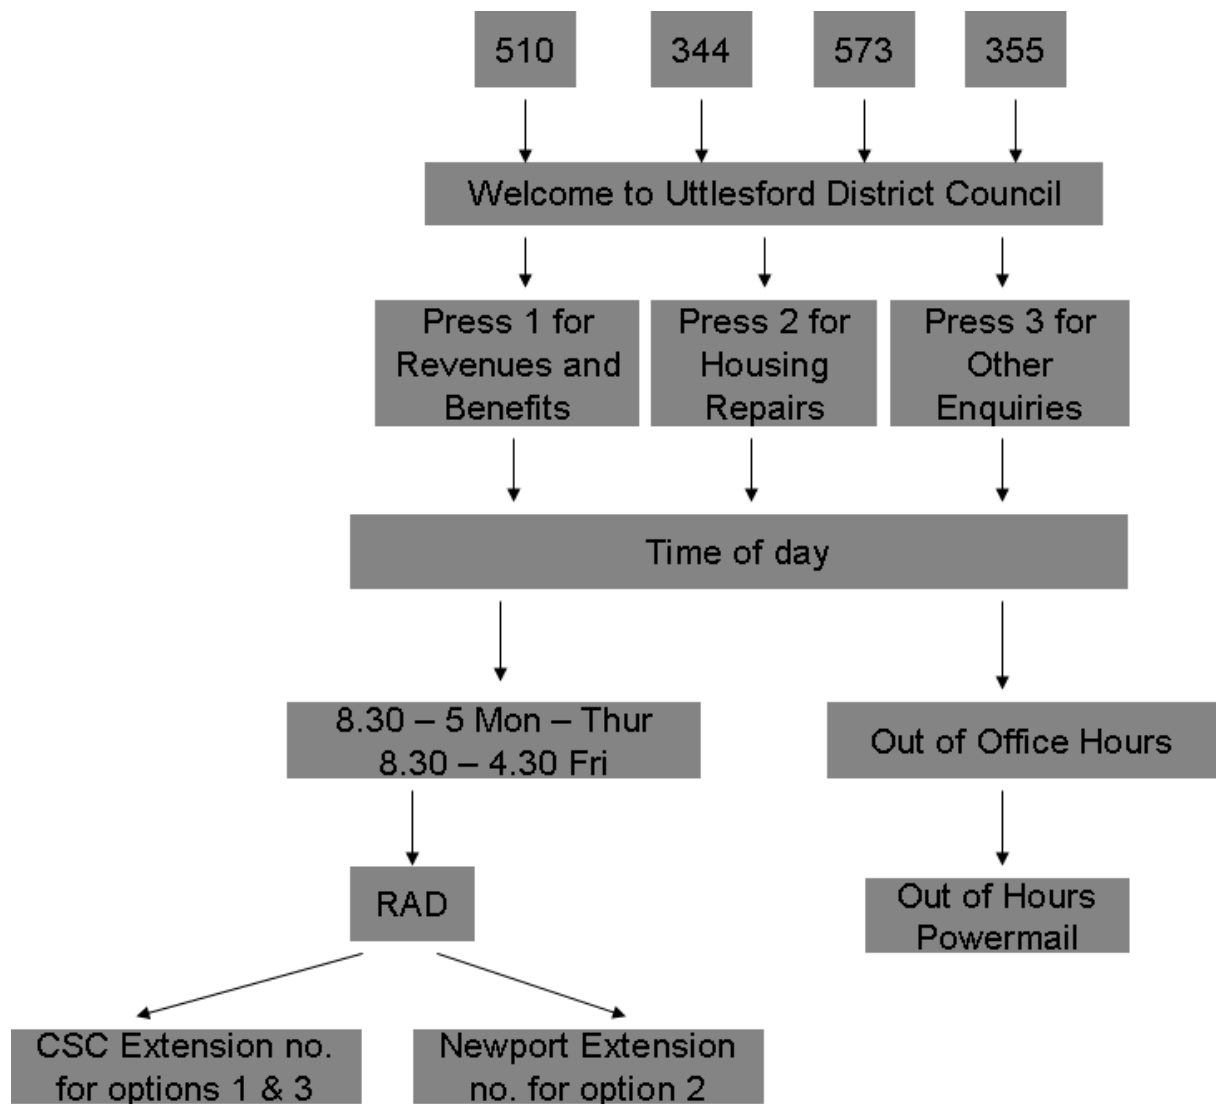 510
344
573
355
Welcome to Uttlesford District Council
Press 1 for
Revenues and
Benefits
Press 2 for
Housing
Repairs
Press 3 for
Other
Enquiries
Time of day
8.30 – 5 Mon – Thur
8.30 – 4.30 Fri
Out of Office Hours
RAD
Out of Hours
Powermail
CSC Extension no.
for options 1 & 3
Newport Extension
no. for option 2